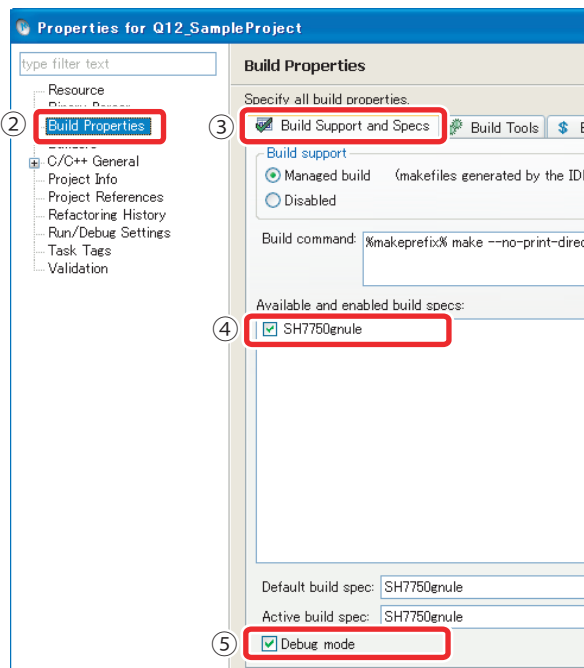 Properties for Q12_SampleProject
type filter text
Resource
② Build Properties
C/C++ General
Project Info
Project References
Refactoring History
Run/Debug Settings
Task Tags
Validation
Build Properties
Specify all build properties.
③ Build Support and Specs
Build Tools
Build support
Managed build (makefiles generated by the
Disabled
Build command: %makeprefix% make --no-print-direc
Available and enabled build specs:
④ SH7750gnule
Default build spec: SH7750gnule
Active build spec: SH7750gnule
⑤ Debug mode